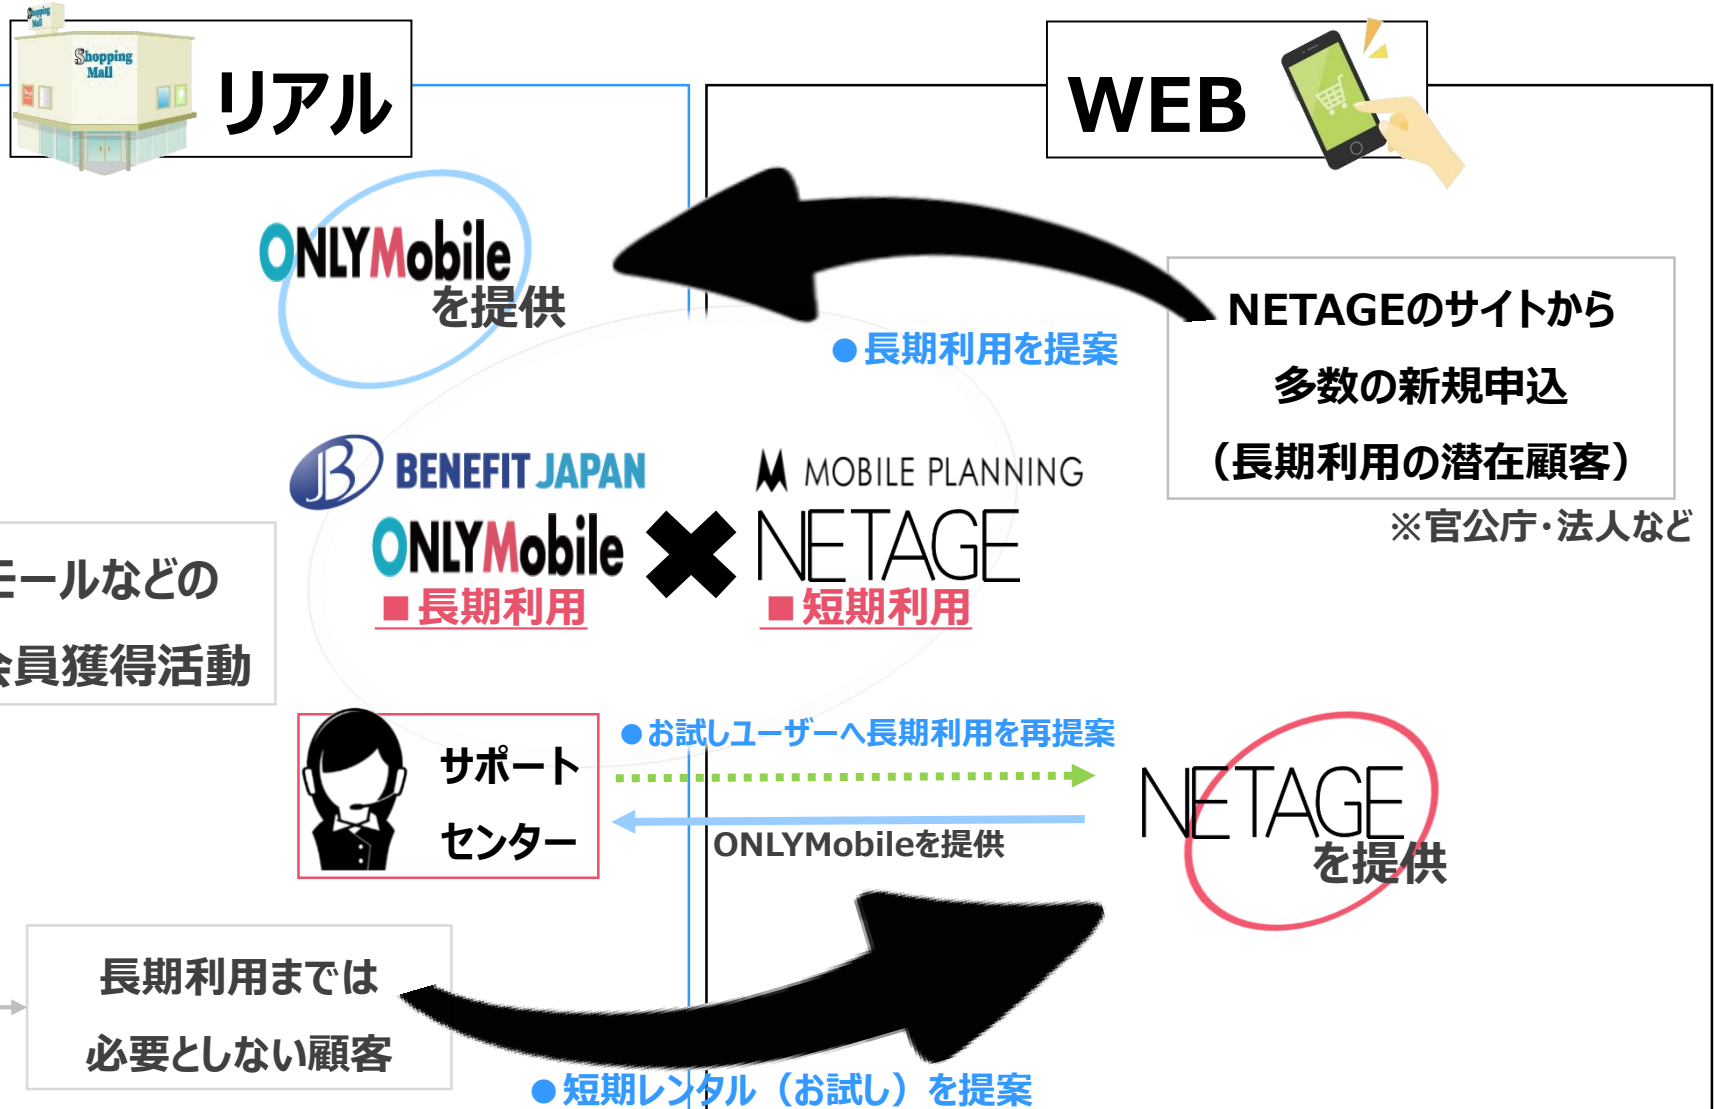 Shopping
Mall
Shopping
Mall
リアル
WEB
ONLYMobile
を提供
NETAGEのサイトから
多数の新規申込
（長期利用の潜在顧客）
※官公庁・法人など
●長期利用を提案
JB BENEFIT JAPAN
ONLYMobile
■長期利用
MOBILE PLANNING
NETAGE
■短期利用
モールなどの
会員獲得活動
サポート
センター
●お試しユーザーへ長期利用を再提案
ONLYMobileを提供
NETAGE
を提供
長期利用までは
必要としない顧客
●短期レンタル（お試し）を提案